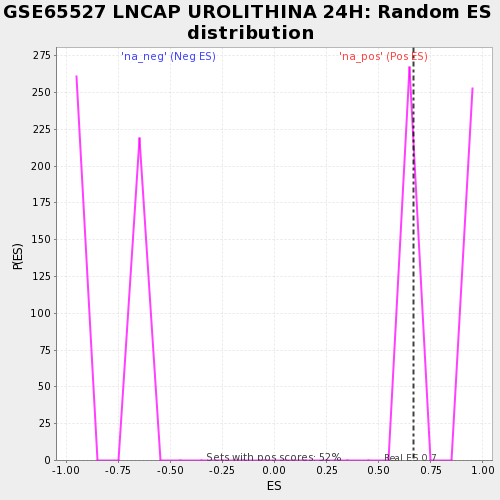 GSE65527 LNCAP UROLITHINA 24H: Random ES
distribution
'na_neg' (Neg ES)
'na_pos' (Pos ES)
275
250
225
200
175
150
125
100
75
50
25
0
P(ES)
Sets with pos scores: 52%
Real ES 0.7
-1.00 -0.75 -0.50 -0.25 0.00 0.25 0.50 0.75 1.00
ES